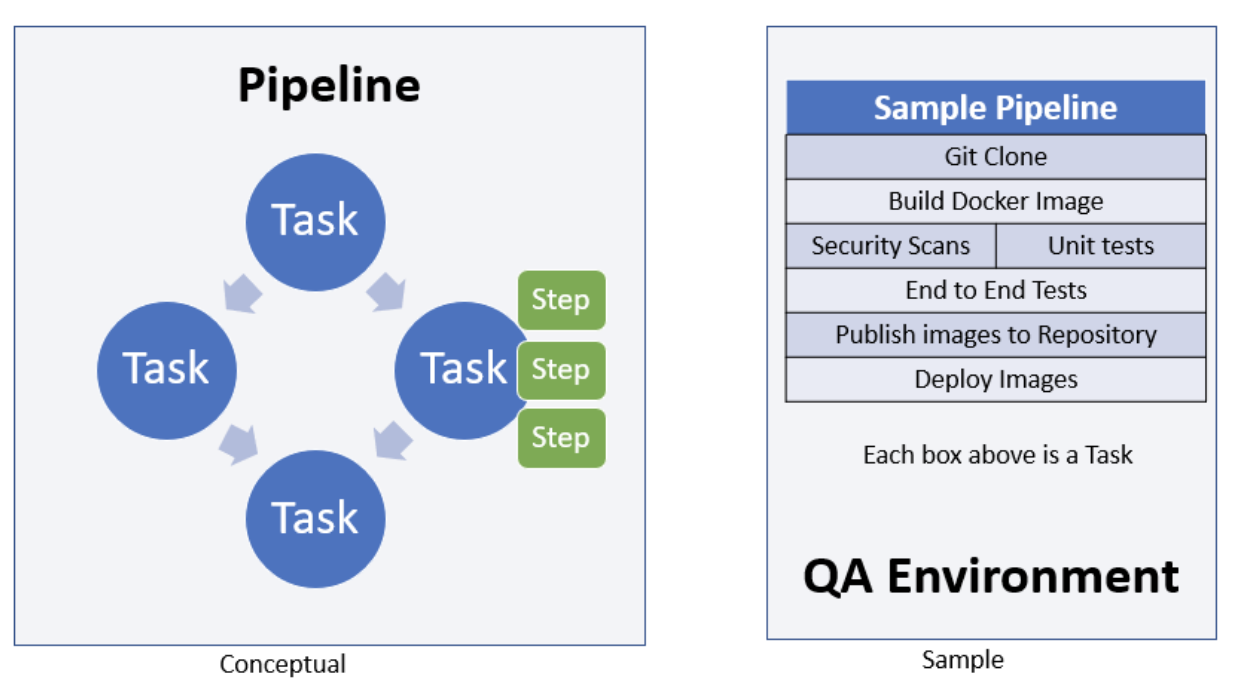 Pipeline
Task
Task
Task
Step
Step
Step
Task
Conceptual
Sample Pipeline
Git Clone
Build Docker Image
Security Scans
Unit tests
End to End Tests
Publish images to Repository
Deploy Images
Each box above is a Task
QA Environment
Sample